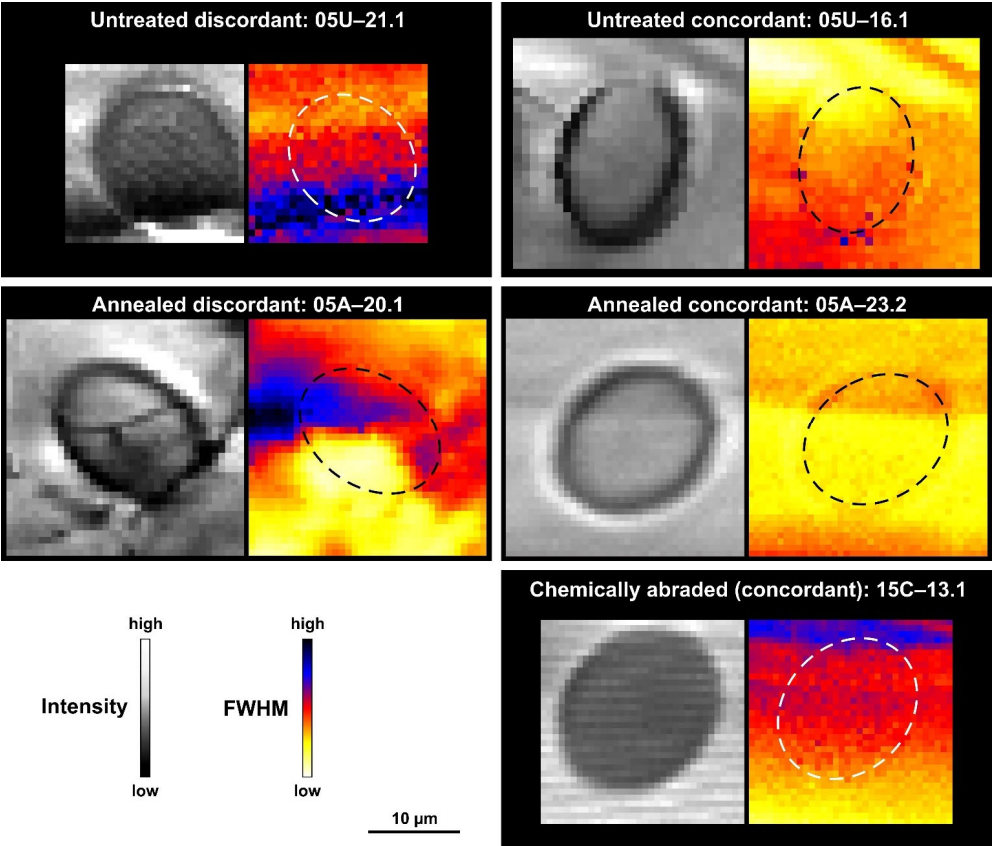 Untreated discordant: 05U–21.1
Untreated concordant: 05U–16.1
Annealed discordant: 05A–20.1
Annealed concordant: 05A–23.2
Chemically abraded (concordant): 15C–13.1
high
high
Intensity
FWHM
low
low
10 µm